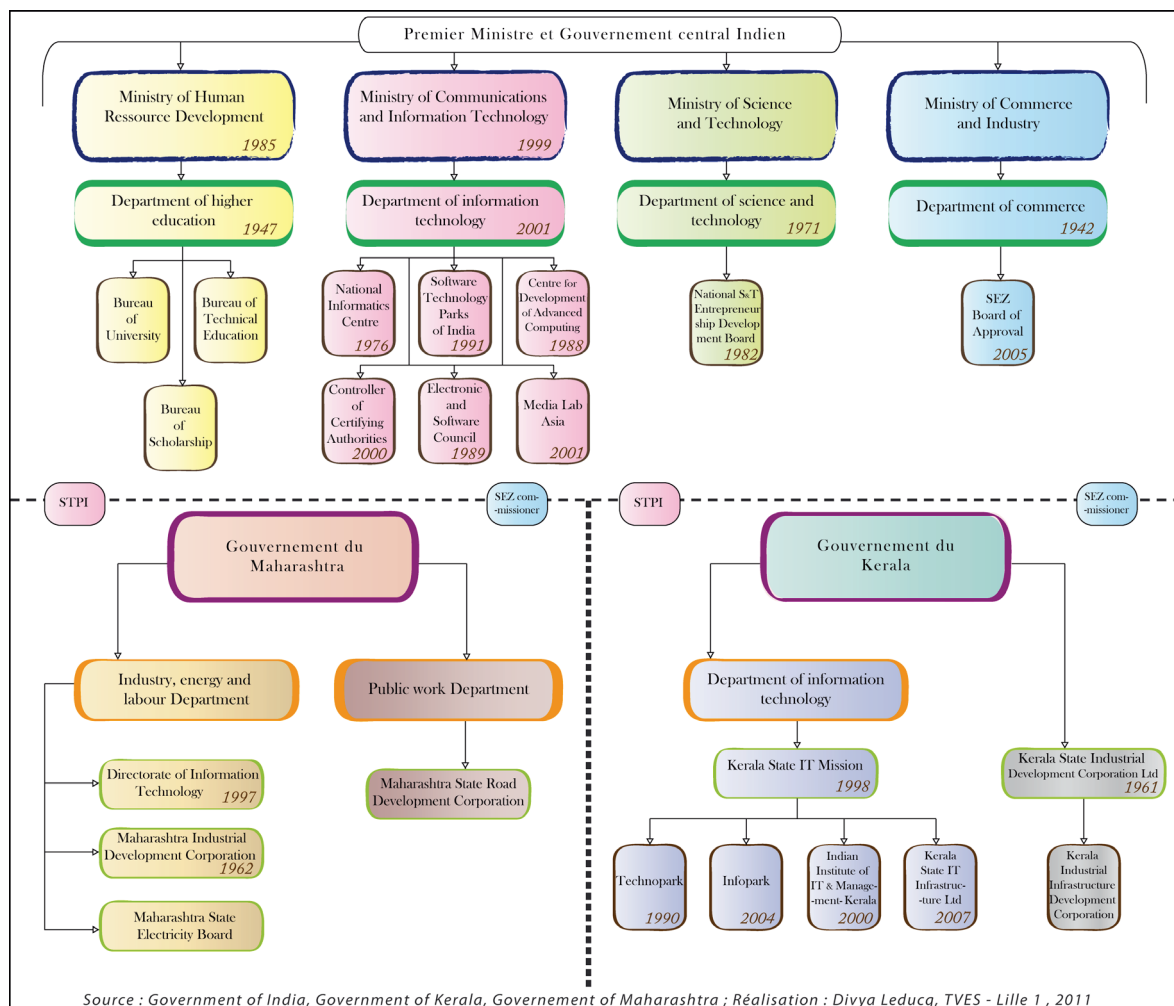 Premier Ministre et Gouvernement central Indien
Ministry of Human
Ressource Development
1985
Ministry of Communications
and Information Technology
1999
Ministry of Science
and Technology
Ministry of Commerce
and Industry
Department of higher
education
1947
Department of information
technology
2001
Department of science and
technology
1971
Department of commerce
1942
Bureau
of
University
Bureau of
Technical
Education
Bureau
of
Scholarship
National
Informatics
Centre
1976
Software
Technology
Parks
of India
1991
Centre for
Development
of Advanced
Computing
1988
Controller
of
Certifying
Authorities
2000
Electronic
and
Software
Council
1989
Media Lab
Asia
2001
National S&T
Entrepreneur
ship Develop
ment Board
1982
SEZ
Board of
Approval
2005
STPI
SEZ com-
-missioner
STPI
SEZ com-
-missioner
Gouvernement du
Maharashtra
Industry, energy and
labour Department
Public work Department
Directorate of Information
Technology
1997
Maharashtra Industrial
Development Corporation
1962
Maharashtra State
Electricity Board
Maharashtra State Road
Development Corporation
Gouvernement du
Kerala
Department of information
technology
Kerala State IT Mission
1998
Kerala State Industrial
Development Corporation Ltd
1961
Technopark
1990
Infopark
2004
Indian
Institute of
IT & Manage-
-ment- Kerala
2000
Kerala
State IT
Infrastruc-
-ture Ltd
2007
Kerala
Industrial
Infrastructure
Development
Corporation
Source : Government of India, Government of Kerala, Governement of Maharashtra ; Réalisation : Divya Leducq, TVES - Lille 1 , 2011